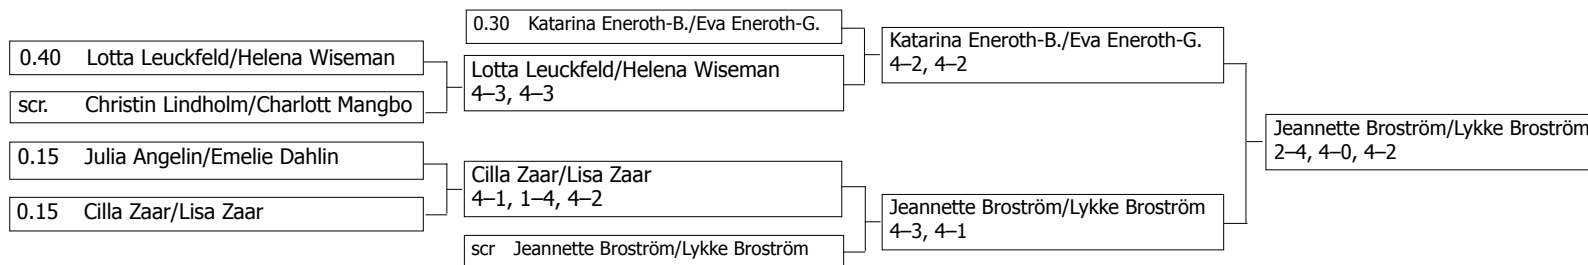 0.40 Lotta Leuckfeld/Helena Wiseman
scr. Christin Lindholm/Charlott Mangbo
0.15 Julia Angelin/Emelie Dahlin
0.15 Cilla Zaar/Lisa Zaar
0.30 Katarina Eneroth-B./Eva Eneroth-G.
Lotta Leuckfeld/Helena Wiseman
4–3, 4–3
Cilla Zaar/Lisa Zaar
4–1, 1–4, 4–2
scr Jeannette Broström/Lykke Broström
Katarina Eneroth-B./Eva Eneroth-G.
4–2, 4–2
Jeannette Broström/Lykke Broström
4–3, 4–1
Jeannette Broström/Lykke Broström
2–4, 4–0, 4–2